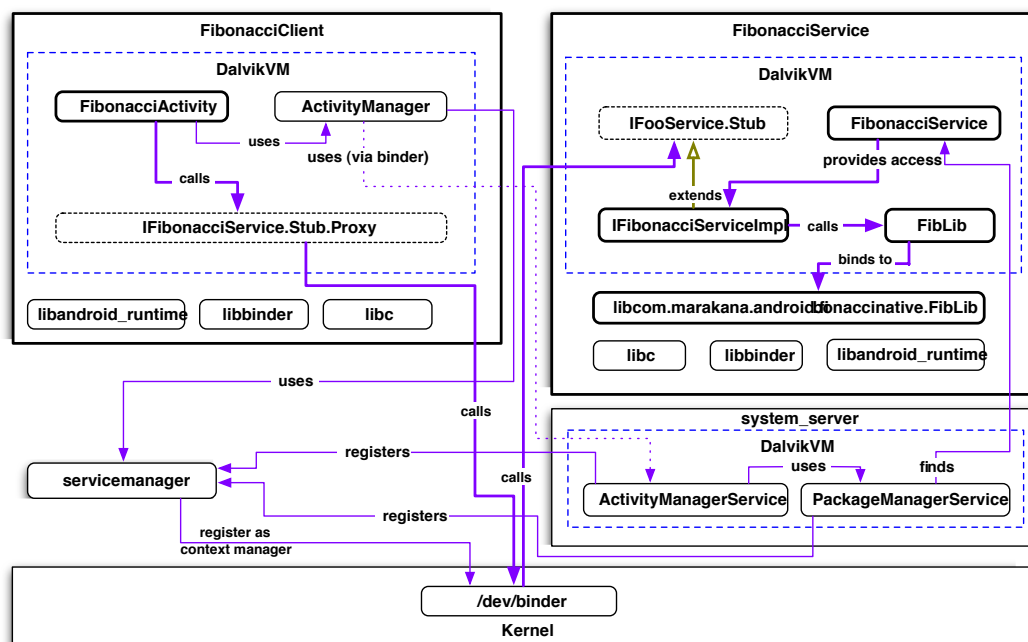 FibonacciClient
DalvikVM
FibonacciActivity
ActivityManager
uses
uses (via binder)
calls
IFibonacciService.Stub.Proxy
libandroid_runtime
libbinder
libc
FibonacciService
DalvikVM
IFooService.Stub
FibonacciService
provides access
extends
IFibonacciServiceImpl
calls
FibLib
binds to
libcom.marakana.android.fibonaccinative.FibLib
libc
libbinder
libandroid_runtime
uses
calls
calls
system_server
DalvikVM
registers
uses
finds
servicemanager
ActivityManagerService
PackageManagerService
registers
register as
context manager
/dev/binder
Kernel